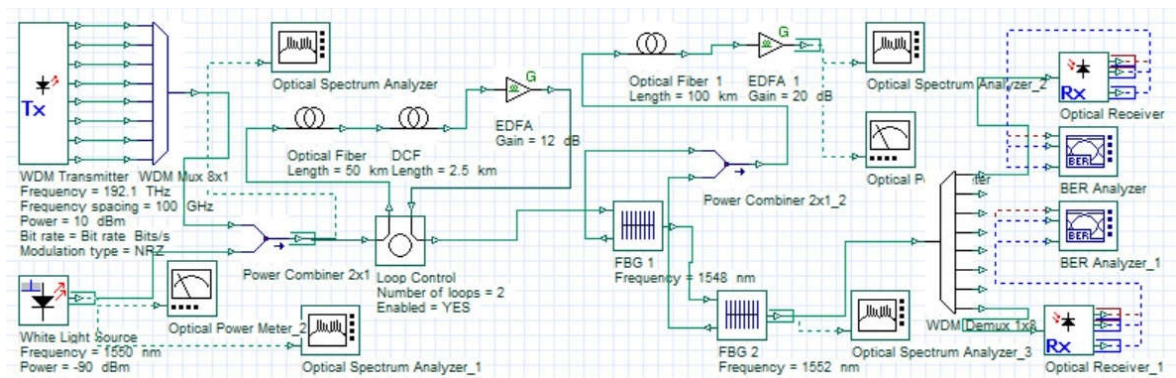 Tx
WDM Transmitter
Frequency = 192.1 THz
Frequency spacing = 100 GHz
Power = 10 dBm
Bit rate = Bit rate Bits/s
Modulation type = NRZ
WDM Mux 8x1
Optical Spectrum Analyzer
Optical Fiber
Length = 50 km
DCF
Length = 2.5 km
G
EDFA
Gain = 12 dB
Optical Fiber 1
Length = 100 km
G
EDFA 1
Gain = 20 dB
Optical Spectrum Analyzer_2
Rx
Optical Receiver
BER
BER Analyzer
BER
BER Analyzer_1
Power Combiner 2x1_2
Power Combiner 2x1
Loop Control
Number of loops = 2
Enabled = YES
FBG 1
Frequency = 1548 nm
White Light Source
Frequency = 1550 nm
Power = -90 dBm
Optical Power Meter_2
Optical Spectrum Analyzer_1
FBG 2
Frequency = 1552 nm
Optical Spectrum Analyzer_3
WDM Demux 1x8
Rx
Optical Receiver_1